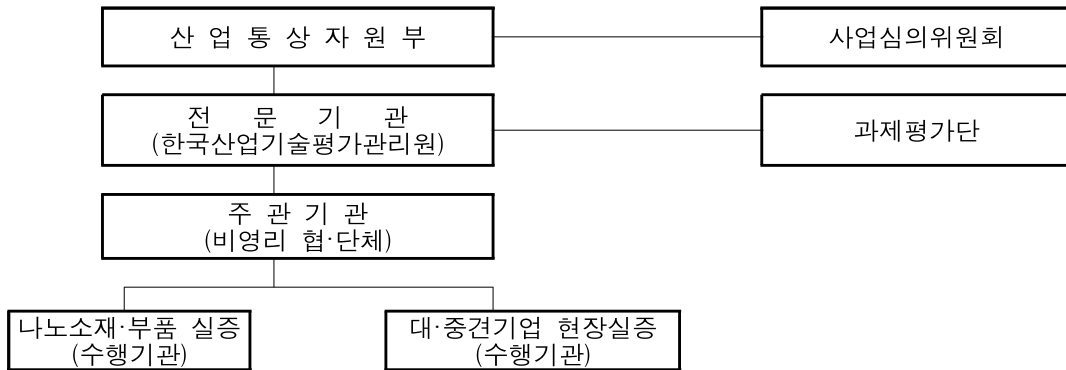 산 업 통 상 자 원 부
사업심의위원회
전 문 기 관
(한국산업기술평가관리원)
과제평가단
주 관 기 관
(비영리 협·단체)
나노소재·부품 실증
(수행기관)
대·중견기업 현장실증
(수행기관)